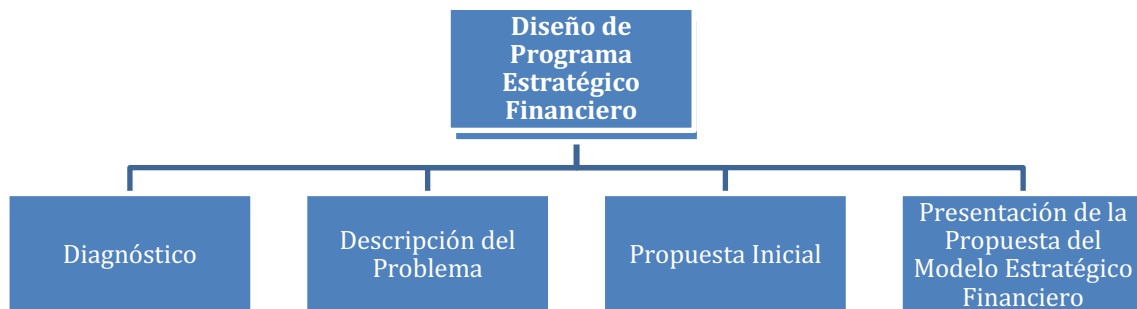 Diseño de
Programa
Estratégico
Financiero
Diagnóstico
Descripción del
Problema
Propuesta Inicial
Presentación de la
Propuesta del
Modelo Estratégico
Financiero